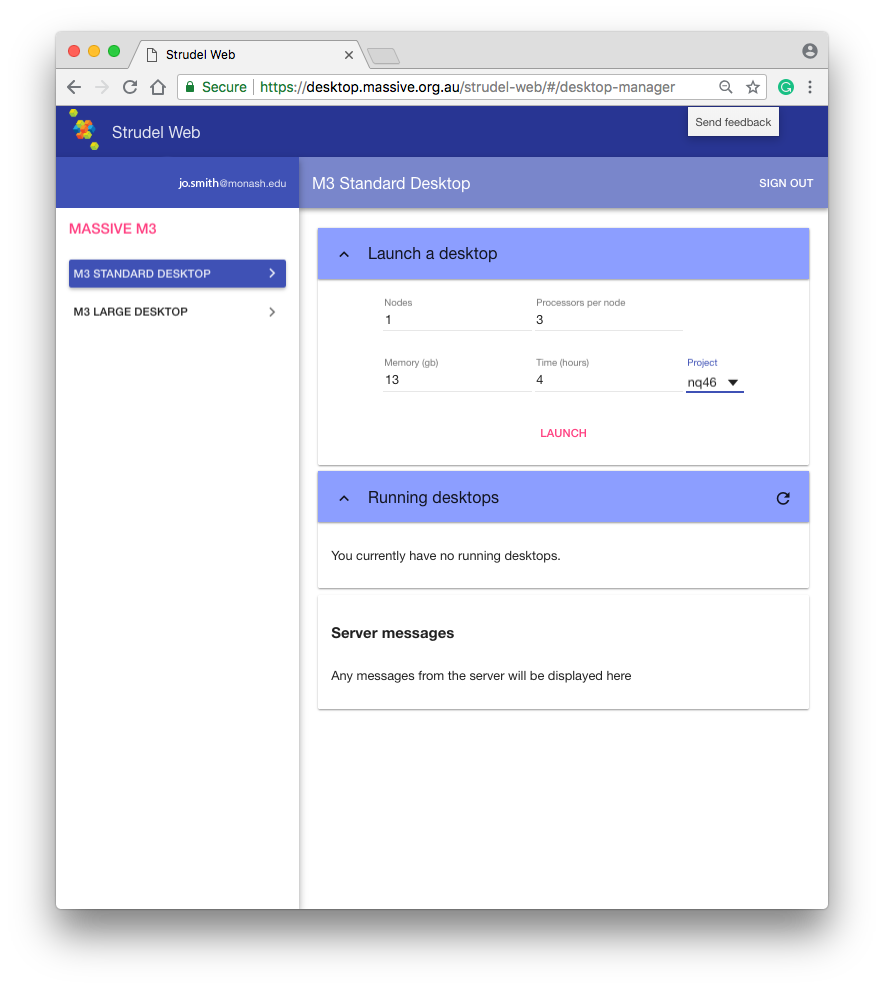 Strudel Web
Secure https://desktop.massive.org.au/strudel-web/#/desktop-manager
Strudel Web
Send feedback
jo.smith@monash.edu
M3 Standard Desktop
SIGN OUT
MASSIVE M3
M3 STANDARD DESKTOP
M3 LARGE DESKTOP
Launch a desktop
Nodes
1
Processors per node
3
Memory (gb)
13
Time (hours)
4
Project
nq46
LAUNCH
Running desktops
You currently have no running desktops.
Server messages
Any messages from the server will be displayed here